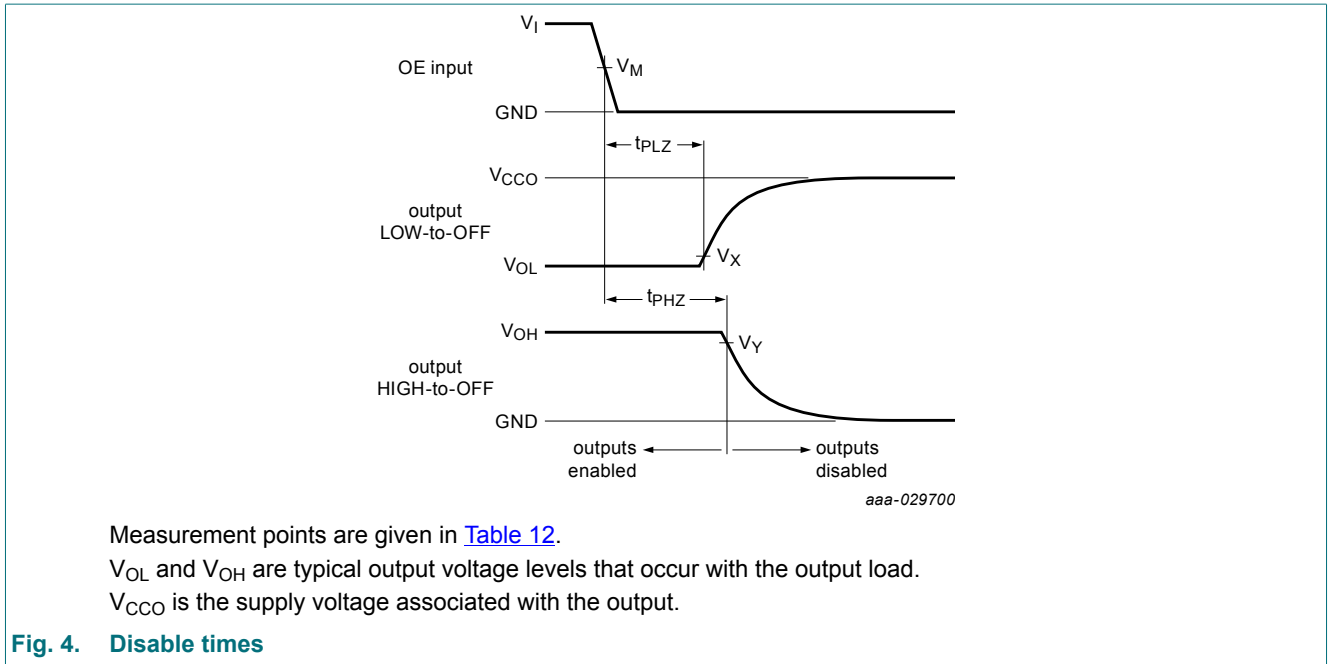 V_I
OE input
V_M
GND
t_PLZ
V_CCO
output
LOW-to-OFF
V_X
V_OL
t_PHZ
V_OH
V_Y
output
HIGH-to-OFF
GND
outputs
enabled
outputs
disabled
aaa-029700
Measurement points are given in Table 12.
V_OL and V_OH are typical output voltage levels that occur with the output load.
V_CCO is the supply voltage associated with the output.
Fig. 4. Disable times